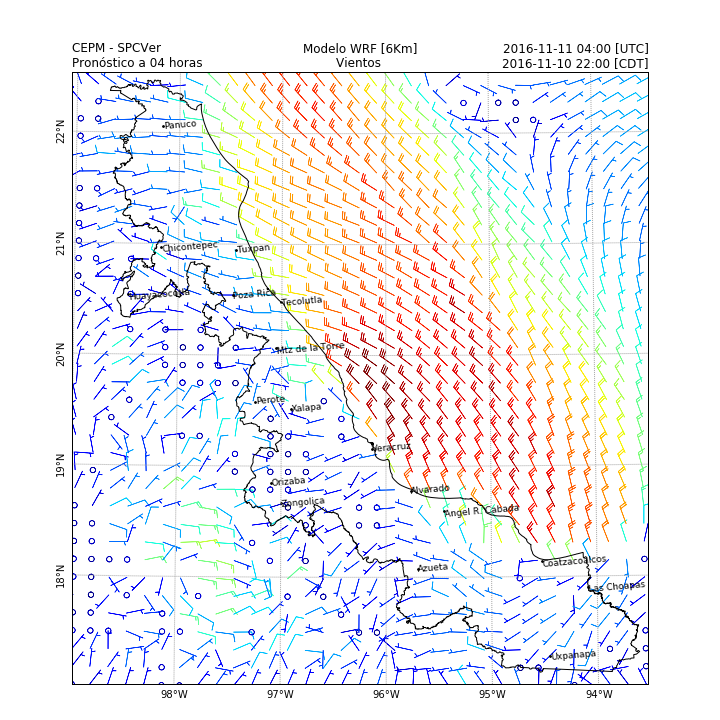 CEPM - SPCVer
Pronóstico a 04 horas
Modelo WRF [6Km]
Vientos
2016-11-11 04:00 [UTC]
2016-11-10 22:00 [CDT]
22°N
21°N
20°N
19°N
18°N
Panuco
Chicontepec
Tuxpan
Huayacocotla
Poza Rica
Tecolutla
Mtz de la Torre
Perote
Xalapa
Veracruz
Orizaba
Zongolica
Alvarado
Angel R. Cabada
Azueta
Coatzacoalcos
Las Choapas
Uxpanapa
98°W
97°W
96°W
95°W
94°W